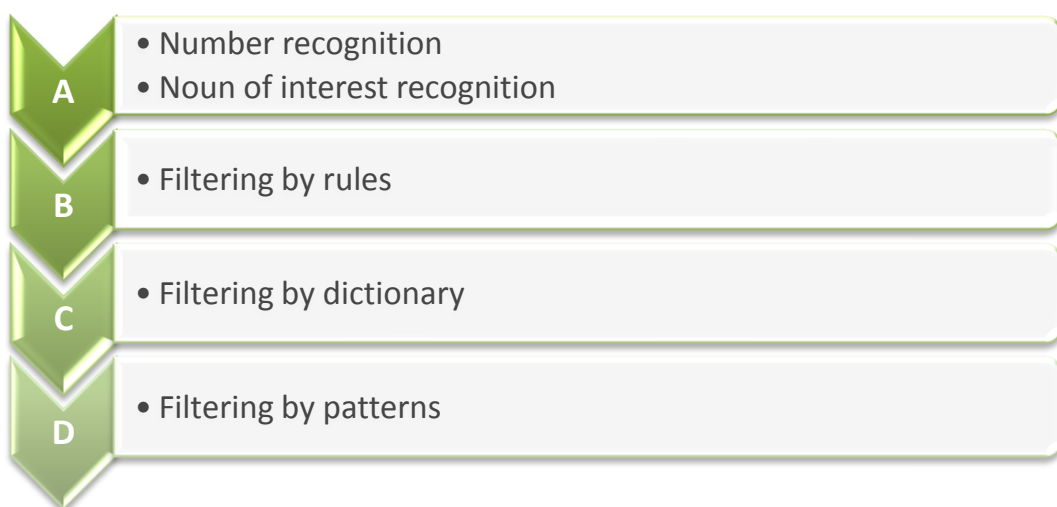 A
• Number recognition
• Noun of interest recognition
B
• Filtering by rules
C
• Filtering by dictionary
D
• Filtering by patterns